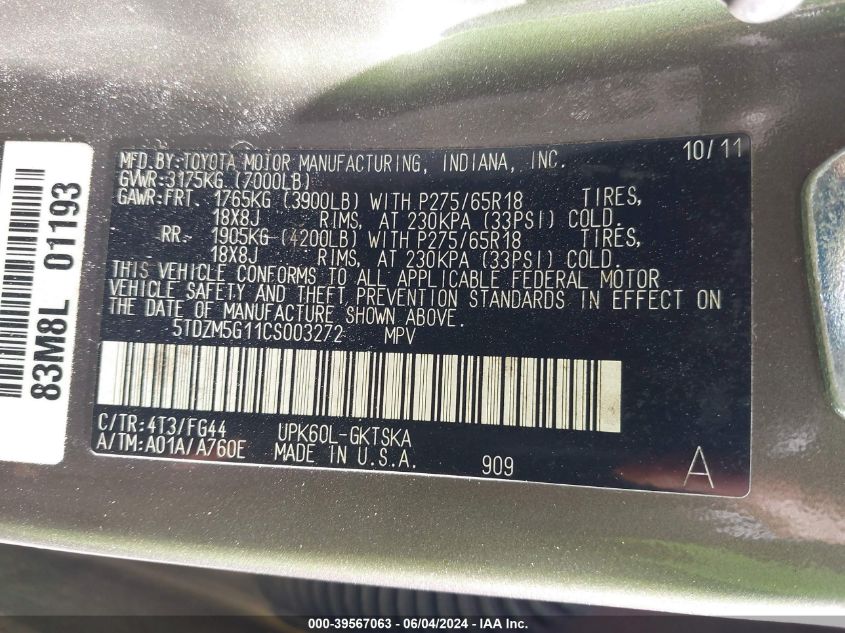 MFD.BY:TOYOTA MOTOR MANUFACTURING, INDIANA, INC. 10/11
GVWR:3175KG (7000LB)
GAWR:FRT. 1765KG (3900LB) WITH P275/65R18 TIRES,
18X8J RIMS, AT 230KPA (33PSI) COLD.
RR. 1905KG (4200LB) WITH P275/65R18 TIRES,
18X8J RIMS, AT 230KPA (33PSI) COLD.
THIS VEHICLE CONFORMS TO ALL APPLICABLE FEDERAL MOTOR
VEHICLE SAFETY AND THEFT PREVENTION STANDARDS IN EFFECT ON
THE DATE OF MANUFACTURE SHOWN ABOVE.
5TDZM5G11CS003272 MPV
C/TR:4T3/FG44 UPK60L-GKTSKA
A/TM:A01A/A760E MADE IN U.S.A. 909 A
83M8L 01193
000-39567063 - 06/04/2024 - IAA Inc.